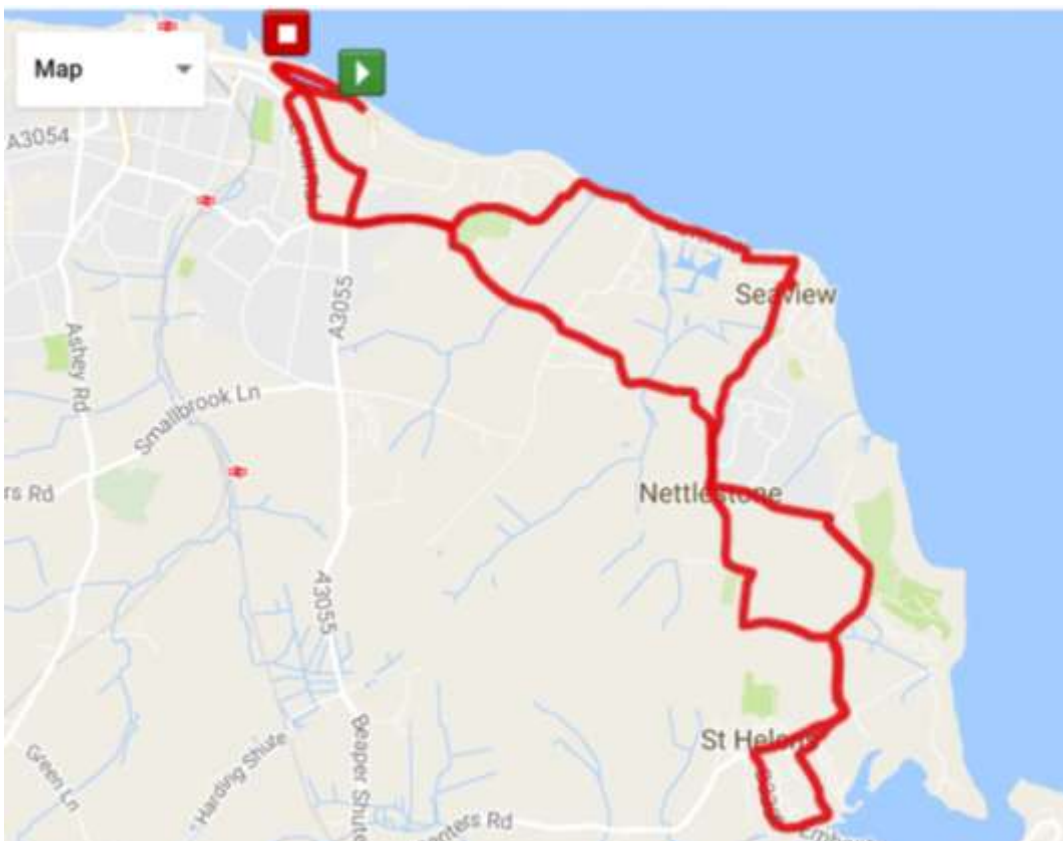 Map
A3054
A3055
Seaview
Ashey Rd
Smallbrook Ln
rs Rd
Nettlestone
A3055
St Helens
Beaper Shute
Harding Shute
Green Ln
nters Rd
Emb